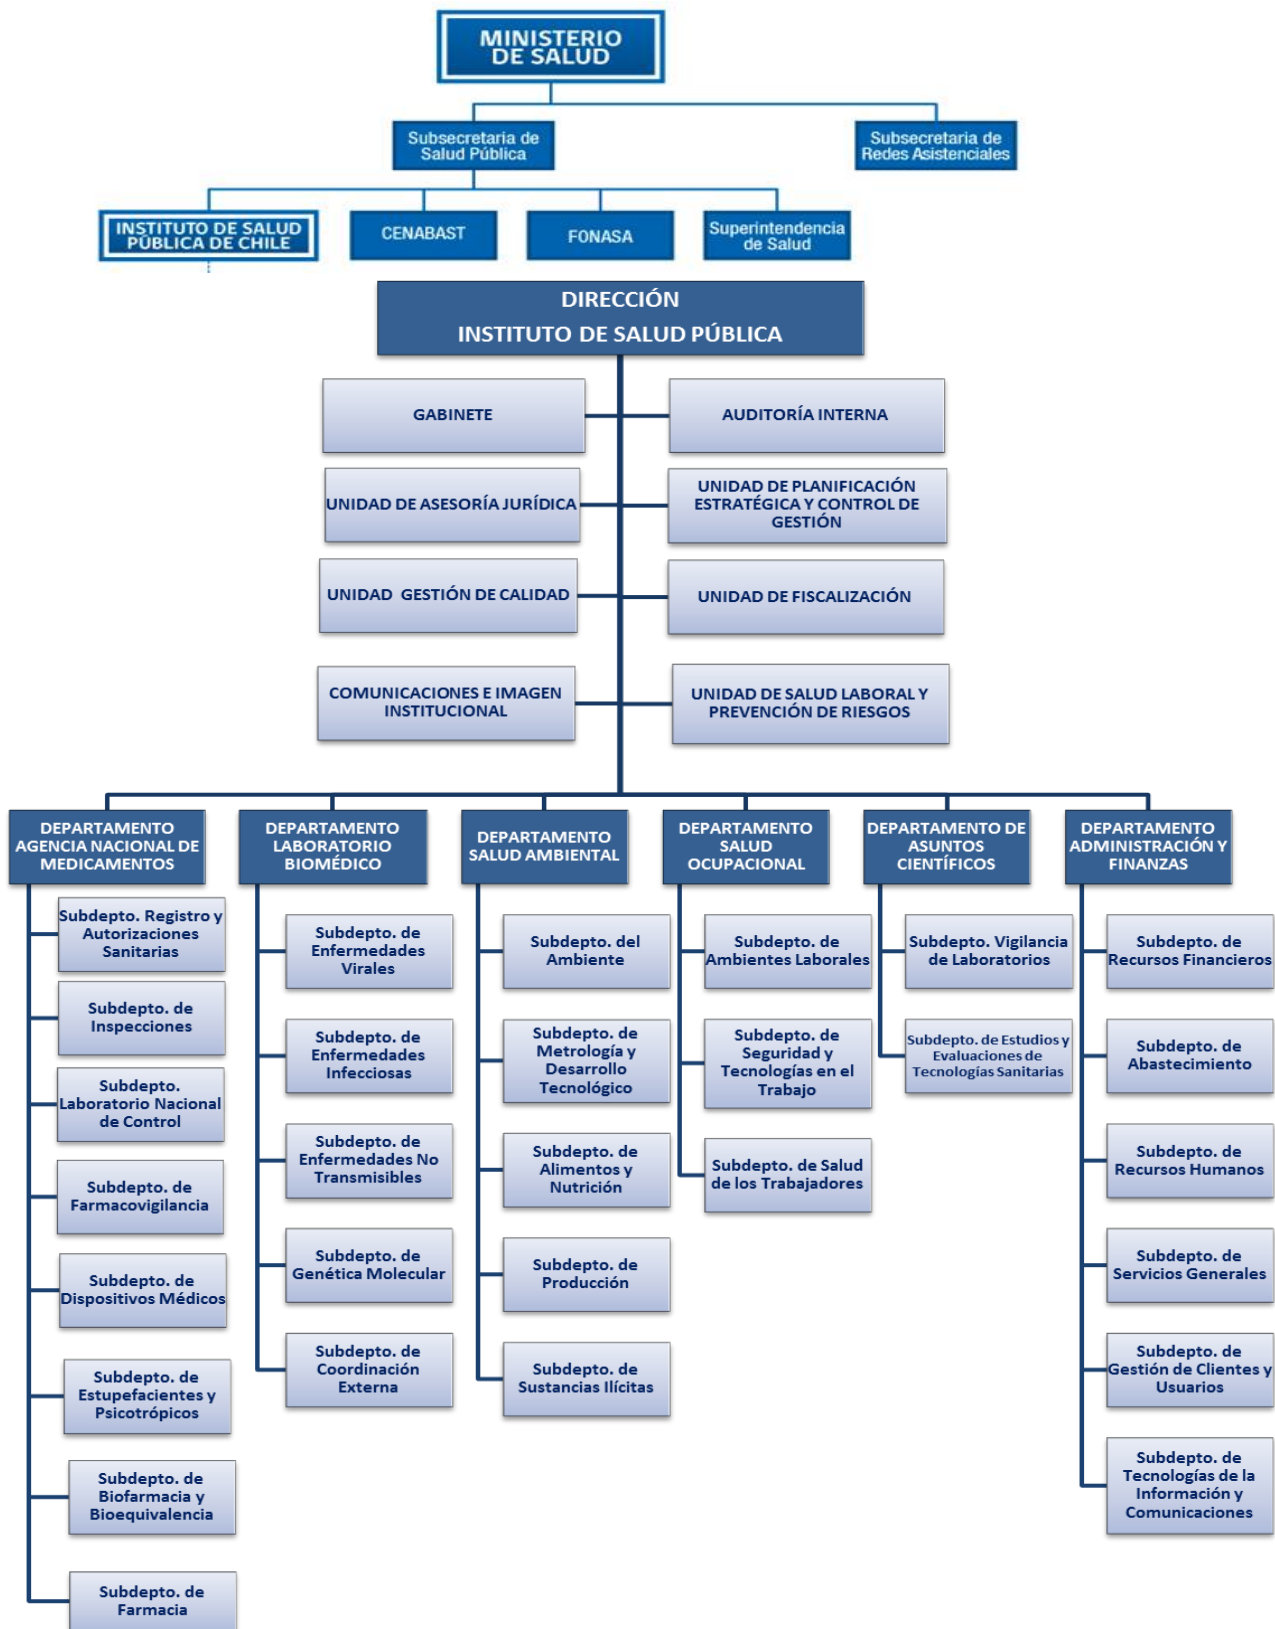 MINISTERIO
DE SALUD
Subsecretaria de
Salud Pública
Subsecretaria de
Redes Asistenciales
INSTITUTO DE SALUD
PÚBLICA DE CHILE
CENABAST
FONASA
Superintendencia
de Salud
DIRECCIÓN
INSTITUTO DE SALUD PÚBLICA
GABINETE
AUDITORÍA INTERNA
UNIDAD DE ASESORÍA JURÍDICA
UNIDAD DE PLANIFICACIÓN
ESTRATÉGICA Y CONTROL DE
GESTIÓN
UNIDAD GESTIÓN DE CALIDAD
UNIDAD DE FISCALIZACIÓN
COMUNICACIONES E IMAGEN
INSTITUCIONAL
UNIDAD DE SALUD LABORAL Y
PREVENCIÓN DE RIESGOS
DEPARTAMENTO
AGENCIA NACIONAL DE
MEDICAMENTOS
Subdepto. Registro y
Autorizaciones
Sanitarias
Subdepto. de
Inspecciones
Subdepto.
Laboratorio Nacional
de Control
Subdepto. de
Farmacovigilancia
Subdepto. de
Dispositivos Médicos
Subdepto. de
Estupefacientes y
Psicotrópicos
Subdepto. de
Biofarmacia y
Bioequivalencia
Subdepto. de
Farmacia
DEPARTAMENTO
LABORATORIO
BIOMÉDICO
Subdepto. de
Enfermedades
Virales
Subdepto. de
Enfermedades
Infecciosas
Subdepto. de
Enfermedades No
Transmisibles
Subdepto. de
Genética Molecular
Subdepto. de
Coordinación
Externa
DEPARTAMENTO
SALUD AMBIENTAL
Subdepto. del
Ambiente
Subdepto. de
Metrología y
Desarrollo
Tecnológico
Subdepto. de
Alimentos y
Nutrición
Subdepto. de
Producción
Subdepto. de
Sustancias Ilícitas
DEPARTAMENTO
SALUD
OCUPACIONAL
Subdepto. de
Ambientes Laborales
Subdepto. de
Seguridad y
Tecnologías en el
Trabajo
Subdepto. de Salud
de los Trabajadores
DEPARTAMENTO DE
ASUNTOS
CIENTÍFICOS
Subdepto. Vigilancia
de Laboratorios
Subdepto. de Estudios y
Evaluaciones de
Tecnologías Sanitarias
DEPARTAMENTO
ADMINISTRACIÓN Y
FINANZAS
Subdepto. de
Recursos Financieros
Subdepto. de
Abastecimiento
Subdepto. de
Recursos Humanos
Subdepto. de
Servicios Generales
Subdepto. de
Gestión de Clientes y
Usuarios
Subdepto. de
Tecnologías de la
Información y
Comunicaciones